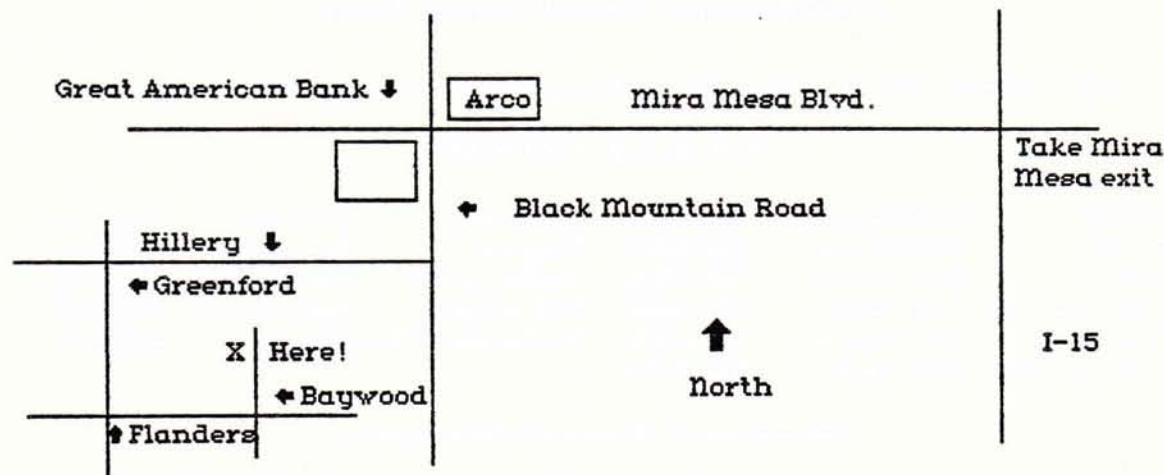 Great American Bank
Arco
Mira Mesa Blvd.
Take Mira
Mesa exit
Black Mountain Road
Hillery
Greenford
X Here!
I-15
North
Baywood
Flanders